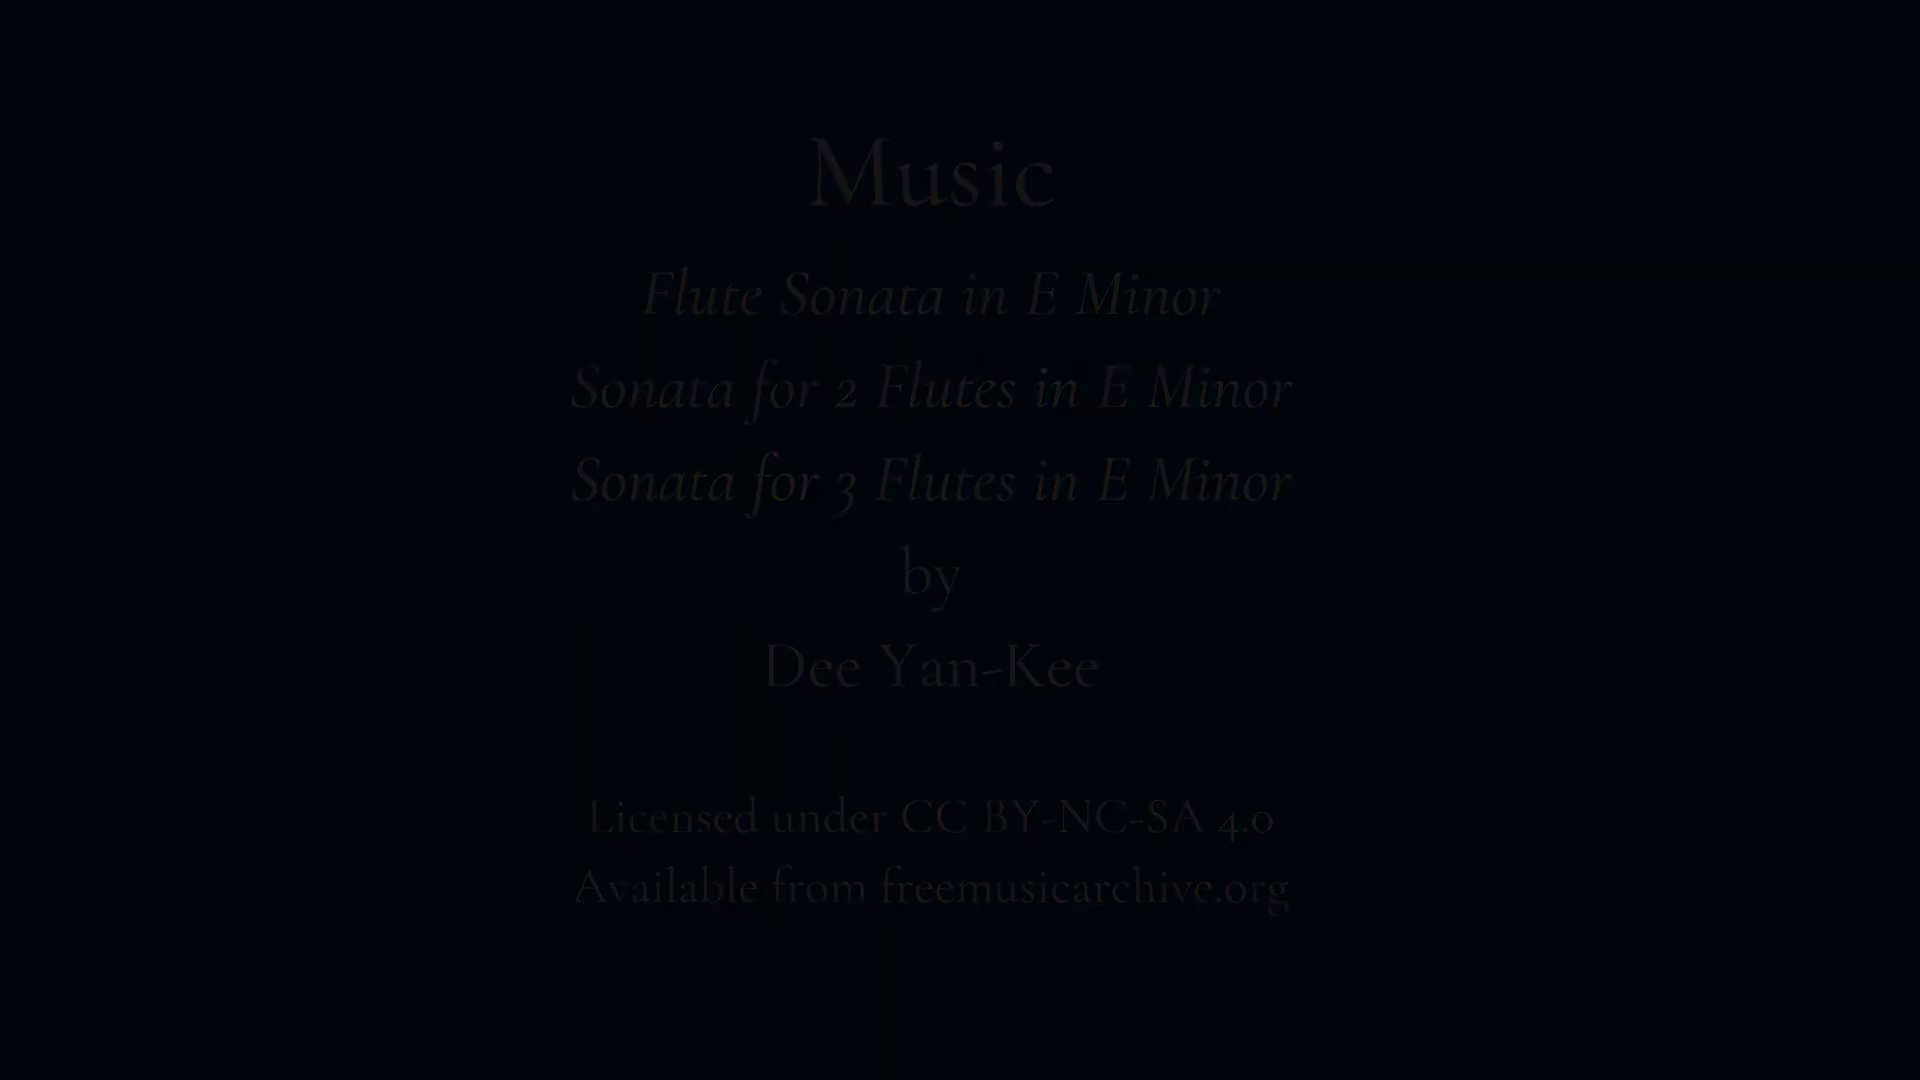 Music
Flute Sonata in E Minor
Sonata for 2 Flutes in E Minor
Sonata for 3 Flutes in E Minor
by
Dee Yan-Kee
Licensed under CC BY-NC-SA 4.0
Available from freemusicarchive.org